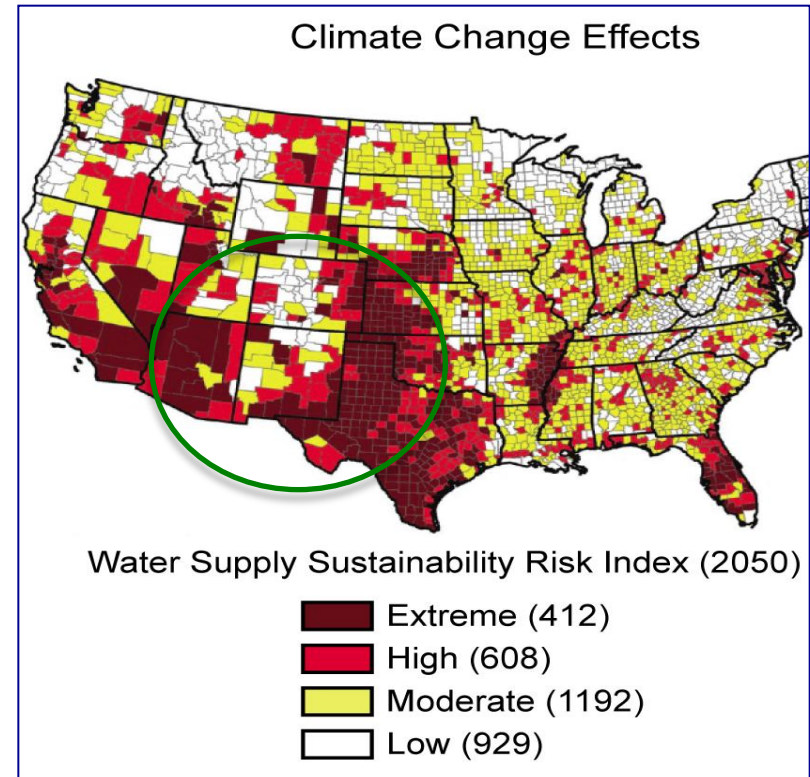 Climate Change Effects
Water Supply Sustainability Risk Index (2050)
Extreme (412)
High (608)
Moderate (1192)
Low (929)